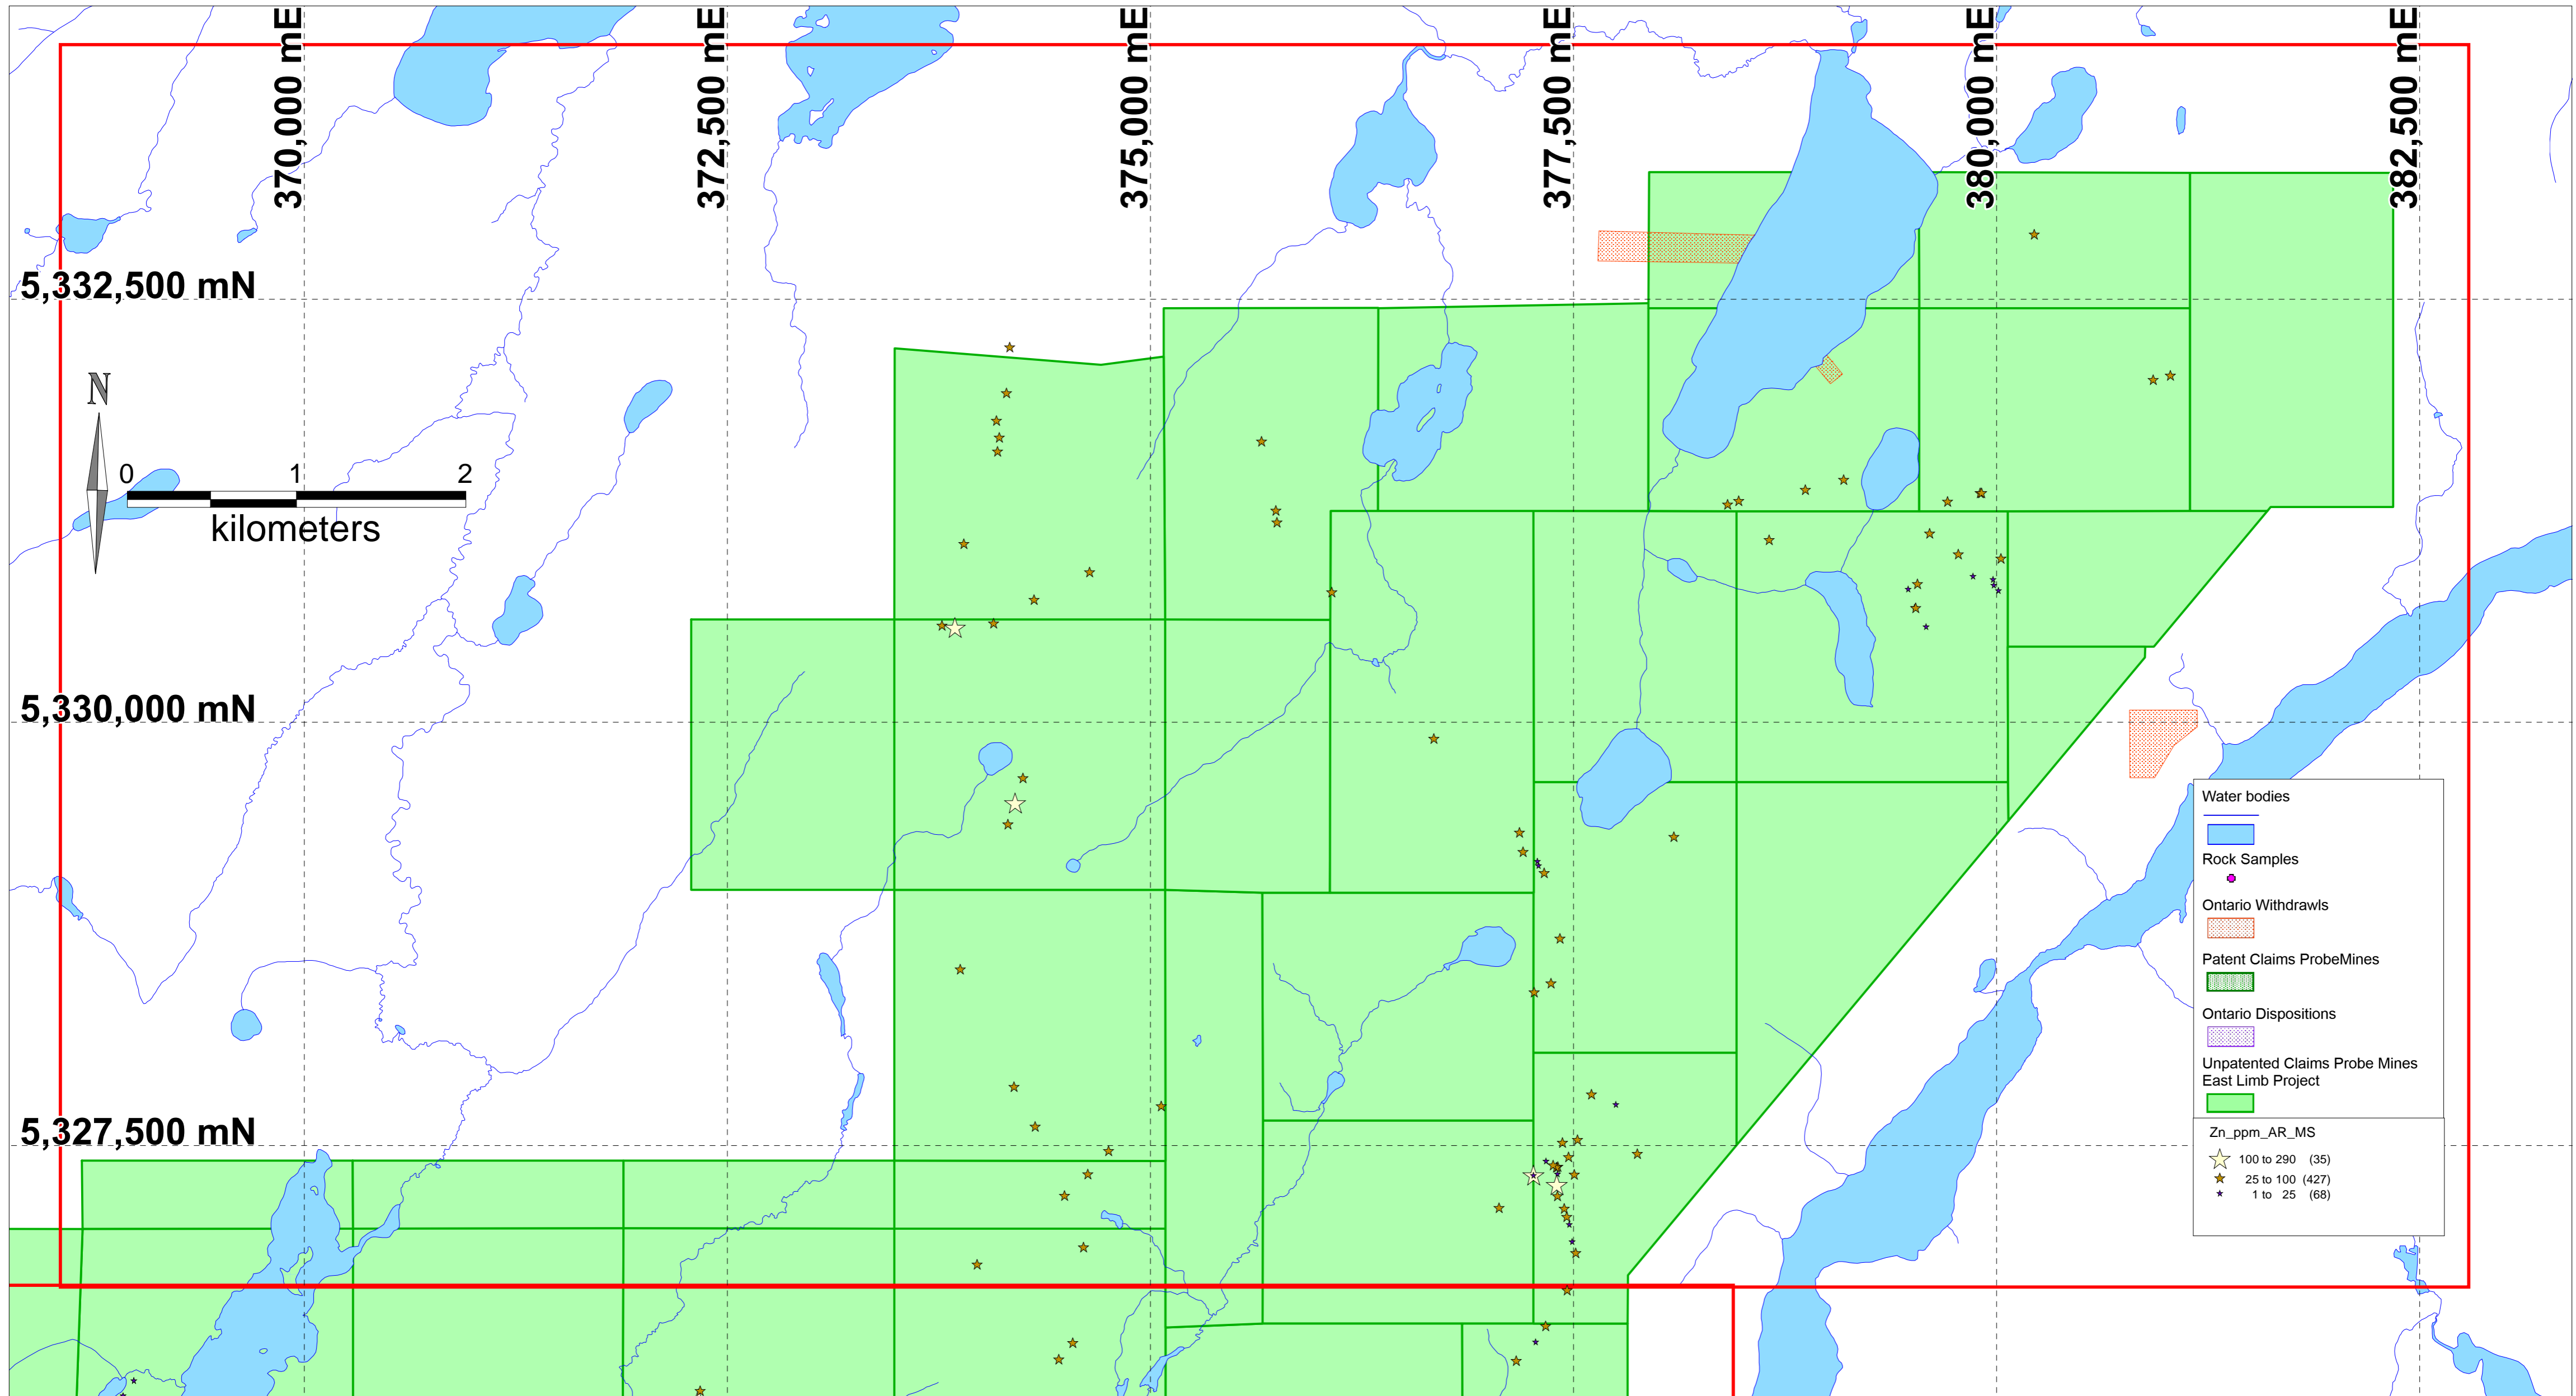 370,000 mE
372,500 mE
375,000 mE
377,500 mE
380,000 mE
382,500 mE
5,332,500 mN
N
0 1 2
kilometers
5,330,000 mN
5,327,500 mN
Water bodies
Rock Samples
Ontario Withdrawls
Patent Claims ProbeMines
Ontario Dispositions
Unpatented Claims Probe Mines
East Limb Project
Zn_ppm_AR_MS
100 to 290 (35)
25 to 100 (427)
1 to 25 (68)